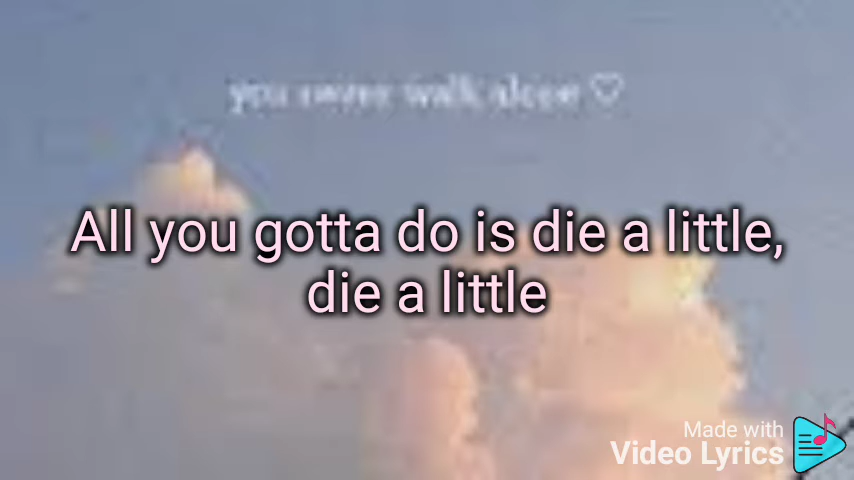 you never walk alone ♡
All you gotta do is die a little,
die a little
Made with
Video Lyrics